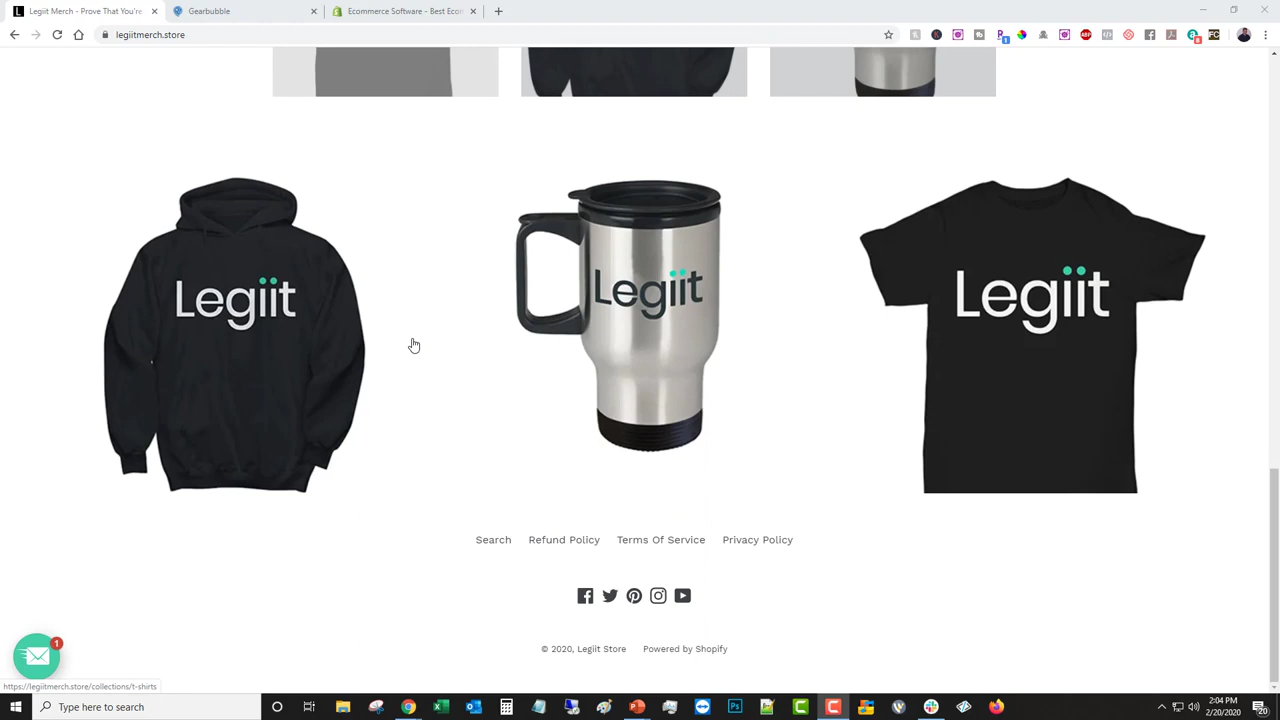 Legiit Merch - Prove That You're
Gearbubble
Ecommerce Software - Best Ecom
legiitmerch.store
Legiit
Legiit
Legiit
Search
Refund Policy
Terms Of Service
Privacy Policy
© 2020, Legiit Store
Powered by Shopify
1
https://legiitmerch.store/collections/t-shirts
Type here to search
2:04 PM
2/20/2020